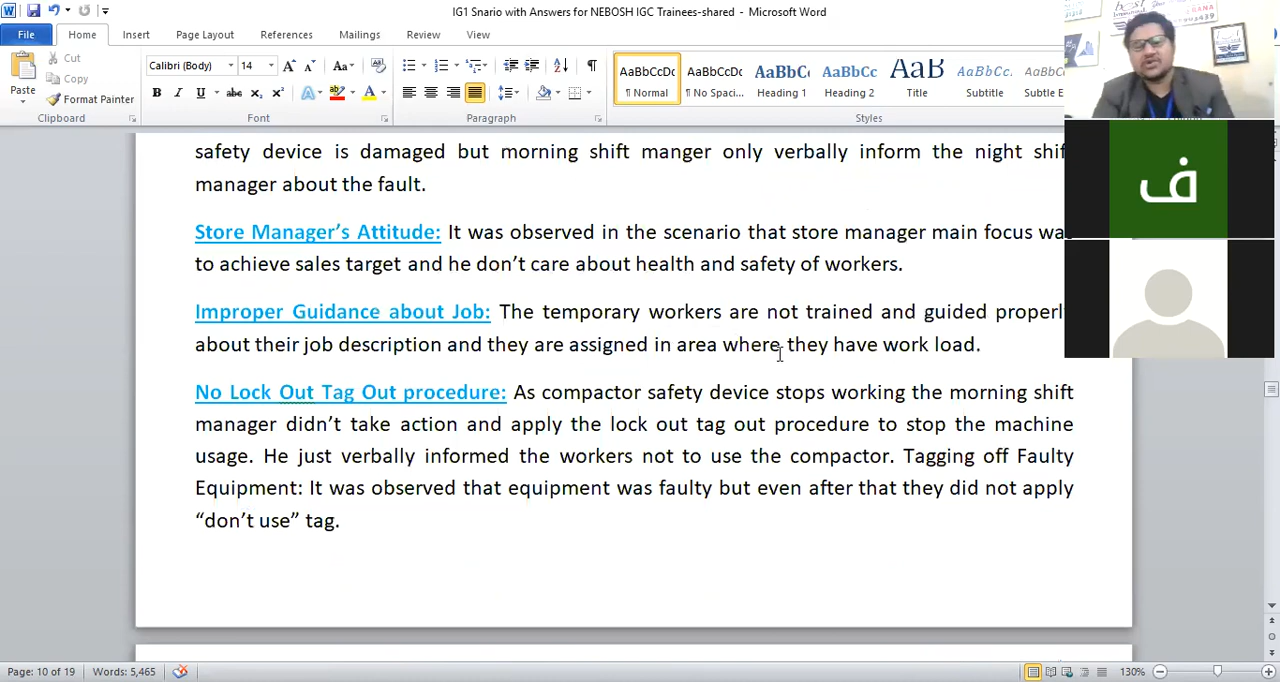 IG1 Snario with Answers for NEBOSH IGC Trainees-shared - Microsoft Word
File Home Insert Page Layout References Mailings Review View
Paste Cut Copy Format Painter Clipboard
Calibri (Body) 14 Font
Paragraph
AaBbCcDc AaBbCcDc AaBbC AaBbCc AaB AaBbCc. AaBbC
¶ Normal ¶ No Spaci... Heading 1 Heading 2 Title Subtitle Subtle E
Styles
safety device is damaged but morning shift manger only verbally inform the night shif
manager about the fault.
Store Manager's Attitude: It was observed in the scenario that store manager main focus wa
to achieve sales target and he don't care about health and safety of workers.
Improper Guidance about Job: The temporary workers are not trained and guided properl
about their job description and they are assigned in area where they have work load.
No Lock Out Tag Out procedure: As compactor safety device stops working the morning shift
manager didn't take action and apply the lock out tag out procedure to stop the machine
usage. He just verbally informed the workers not to use the compactor. Tagging off Faulty
Equipment: It was observed that equipment was faulty but even after that they did not apply
“don't use” tag.
ف
Page: 10 of 19 Words: 5,465 130%